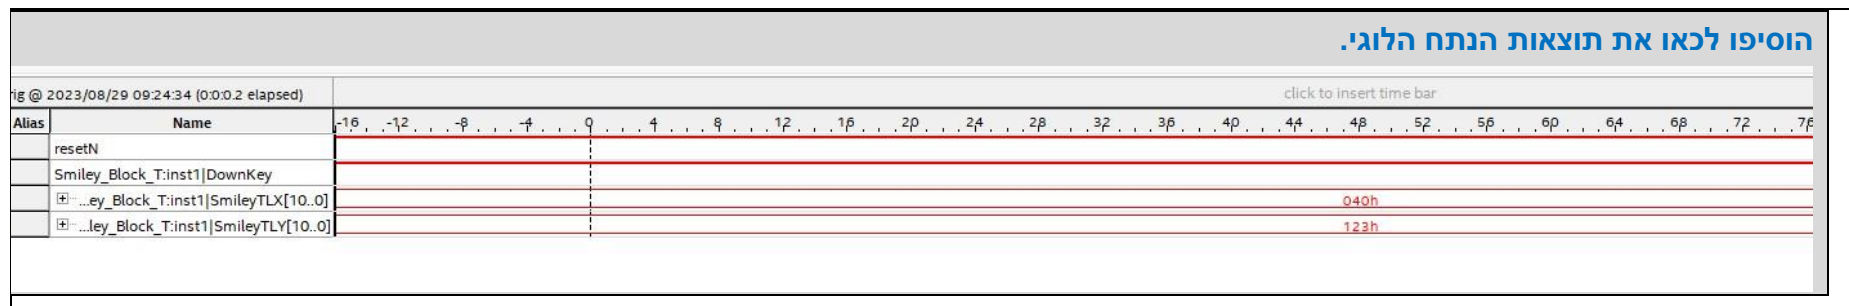 הוסיפו לכאו את תוצאות הנתח הלוגי.
rig @ 2023/08/29 09:24:34 (0:0:0.2 elapsed) click to insert time bar
Alias Name -16 -12 -8 -4 0 4 8 12 16 20 24 28 32 36 40 44 48 52 56 60 64 68 72 76
resetN
Smiley_Block_T:inst1|DownKey
...ey_Block_T:inst1|SmileyTLX[10..0] 040h
...ley_Block_T:inst1|SmileyTLY[10..0] 123h